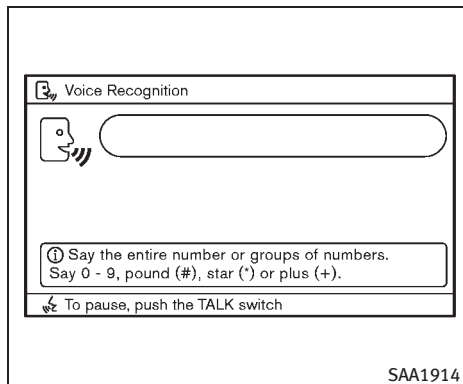 Voice Recognition
ⓘ Say the entire number or groups of numbers.
Say 0 - 9, pound (#), star (*) or plus (+).
To pause, push the TALK switch
SAA1914